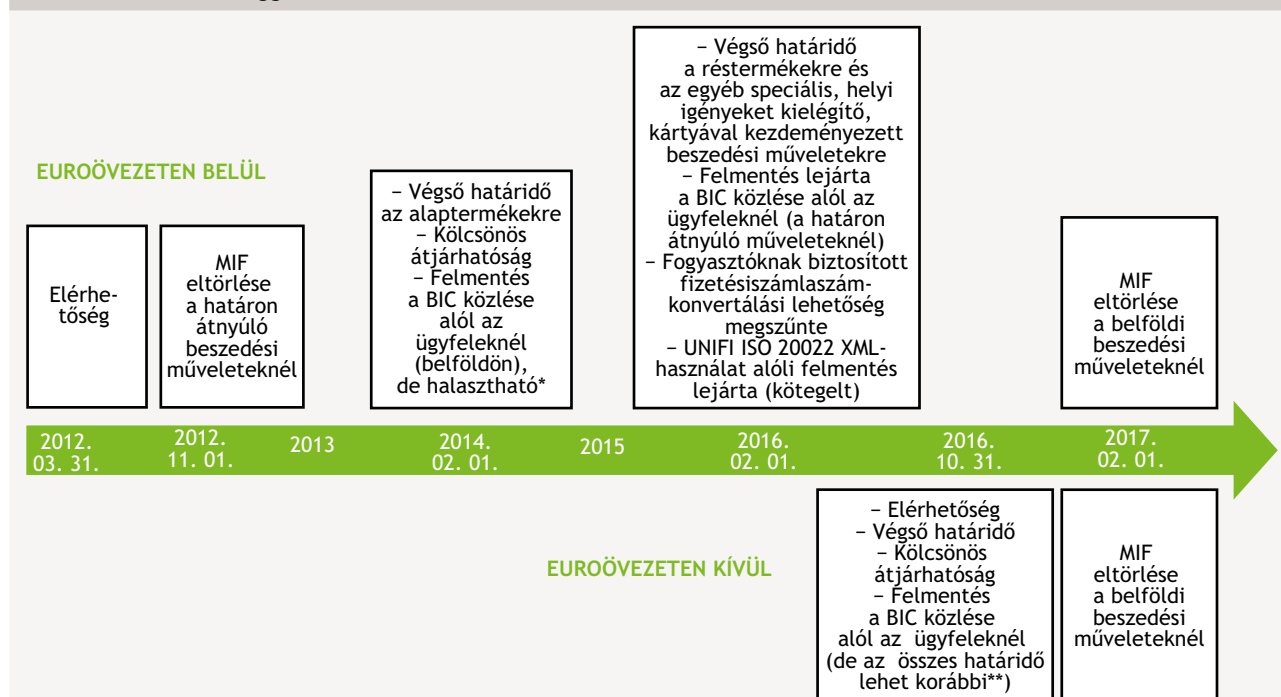 EUROÖVEZETEN BELÜL
Elérhe-
tőség
MIF
eltörlése
a határon
átnyúló
beszedési
műveleteknél
– Végső határidő
az alaptermékekre
– Kölcsönös
átjárhatóság
– Felmentés
a BIC közlése
alól az
ügyfeleknél
(belföldön),
de halasztható*
– Végső határidő
a réstermékekre és
az egyéb speciális, helyi
igényeket kielégítő,
kártyával kezdeményezett
beszedési műveletekre
– Felmentés lejárta
a BIC közlése alól az
ügyfeleknél (a határon
átnyúló műveleteknél)
– Fogyasztóknak biztosított
fizetésiszámlaszám-
konvertálási lehetőség
megszűnte
– UNIFI ISO 20022 XML-
használat alóli felmentés
lejárta (kötegelt)
MIF
eltörlése
a belföldi
beszedési
műveleteknél
2012.
03. 31.
2012.
11. 01.
2013
2014.
02. 01.
2015
2016.
02. 01.
2016.
10. 31.
2017.
02. 01.
EUROÖVEZETEN KÍVÜL
– Elérhetőség
– Végső határidő
– Kölcsönös
átjárhatóság
– Felmentés
a BIC közlése
alól az ügyfeleknél
(de az összes határidő
lehet korábbi**)
MIF
eltörlése
a belföldi
beszedési
műveleteknél